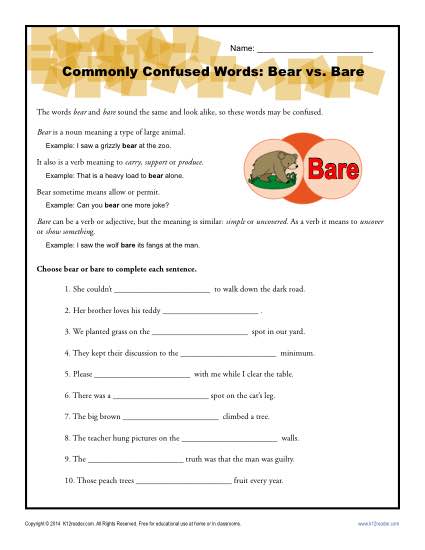 Name: ___________________________
Commonly Confused Words: Bear vs. Bare
The words bear and bare sound the same and look alike, so these words may be confused.
Bear is a noun meaning a type of large animal.
Example: I saw a grizzly bear at the zoo.
It also is a verb meaning to carry, support or produce.
Example: That is a heavy load to bear alone.
Bear sometime means allow or permit.
Example: Can you bear one more joke?
Bare
Bare can be a verb or adjective, but the meaning is similar: simple or uncovered. As a verb it means to uncover
or show something.
Example: I saw the wolf bare its fangs at the man.
Choose bear or bare to complete each sentence.
1. She couldn't ________________________ to walk down the dark road.
2. Her brother loves his teddy ________________________ .
3. We planted grass on the ________________________ spot in our yard.
4. They kept their discussion to the ________________________ minimum.
5. Please ________________________ with me while I clear the table.
6. There was a ________________________ spot on the cat's leg.
7. The big brown ________________________ climbed a tree.
8. The teacher hung pictures on the ________________________ walls.
9. The ________________________ truth was that the man was guilty.
10. Those peach trees ________________________ fruit every year.
Copyright © 2014 K12reader.com. All Rights Reserved. Free for educational use at home or in classrooms.
www.k12reader.com